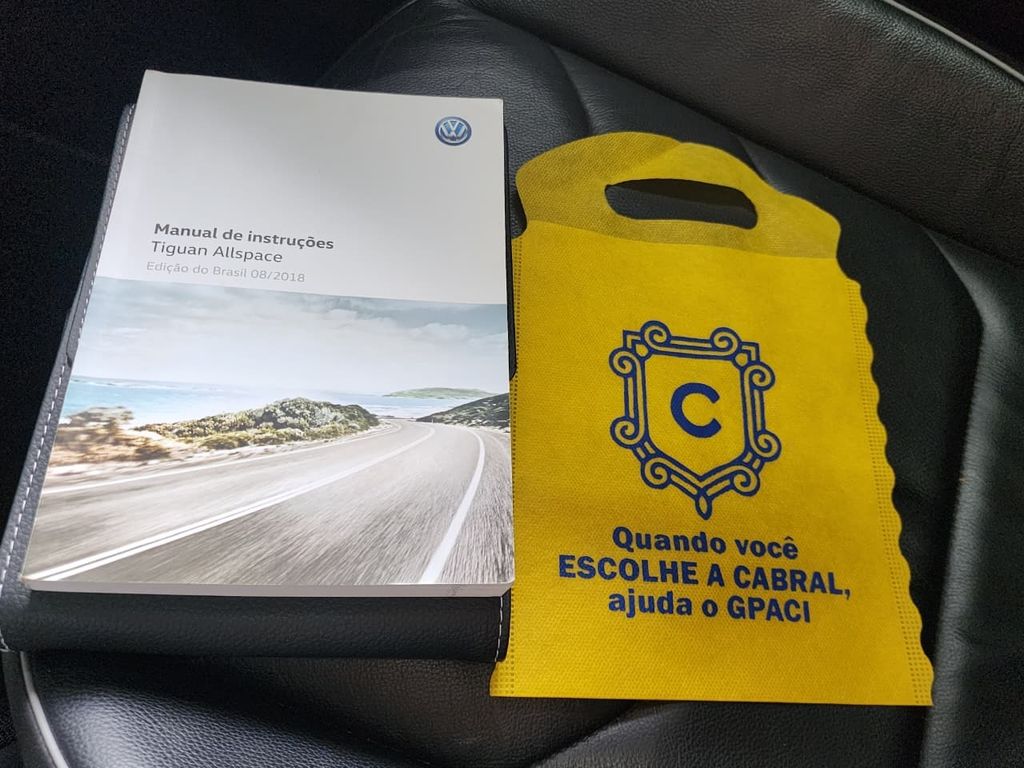 Manual de instruções
Tiguan Allspace
Edição do Brasil 08/2018
C
Quando você
ESCOLHE A CABRAL,
ajuda o GPACI